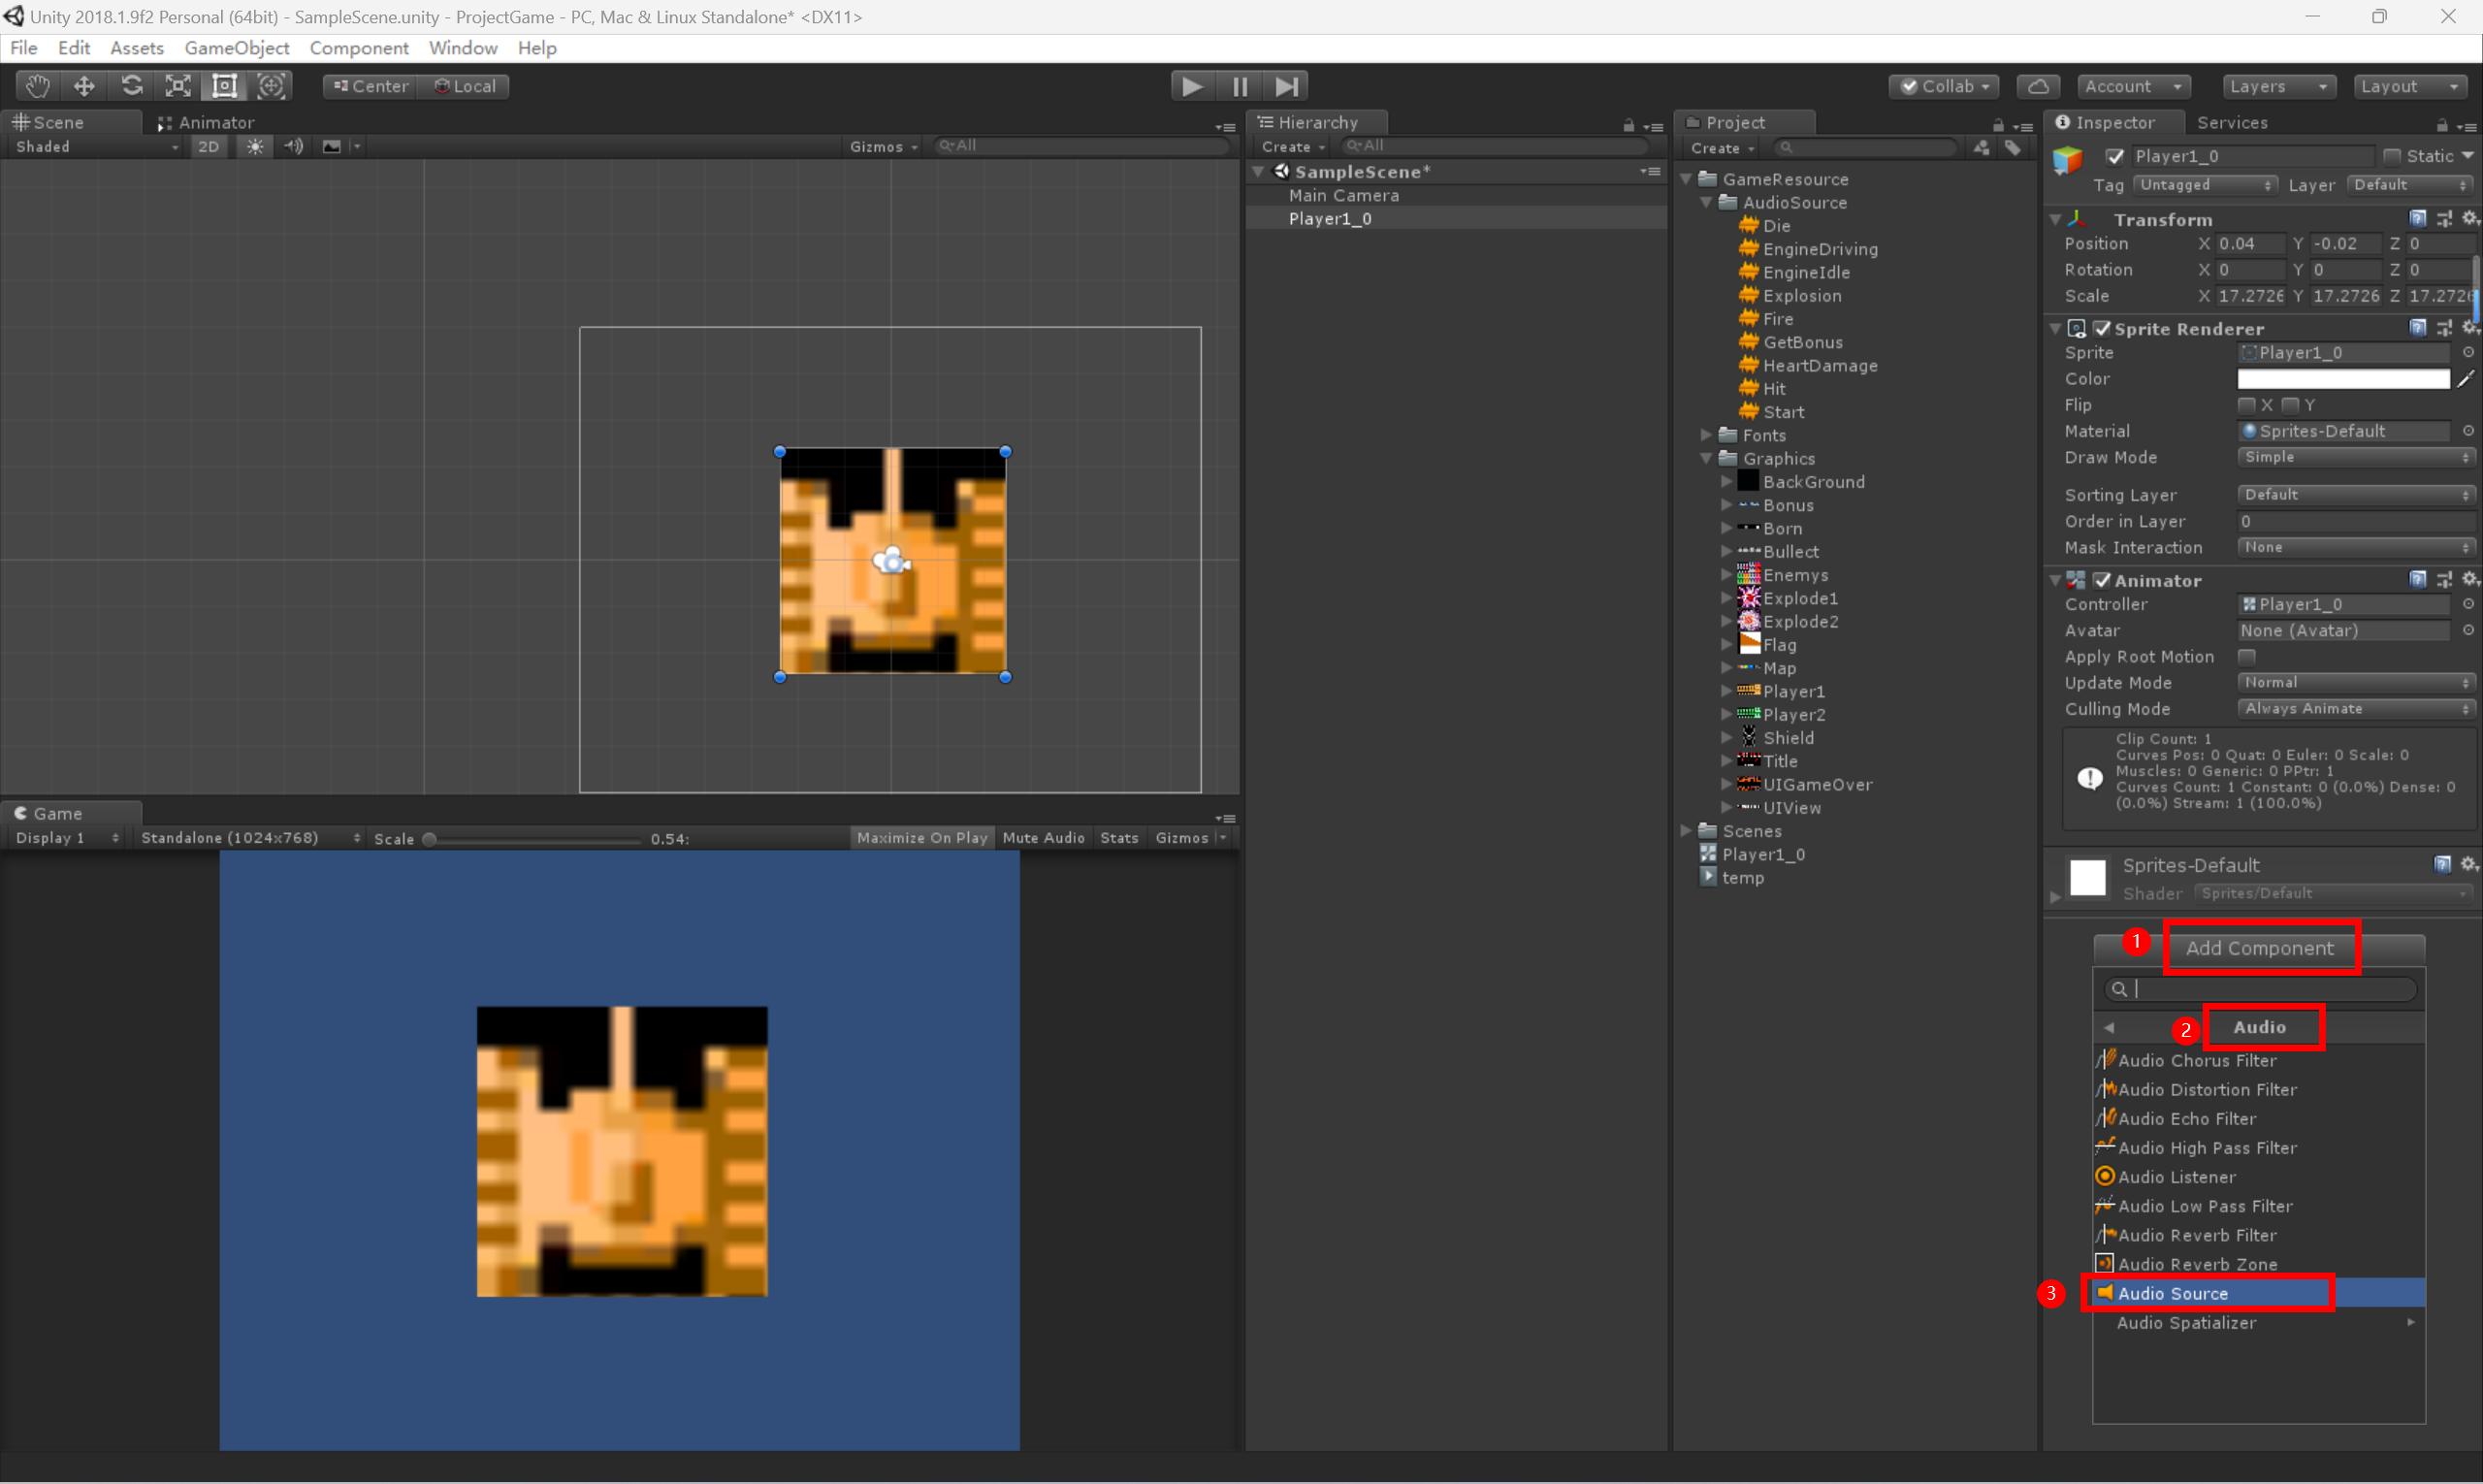 Unity 2018.1.9f2 Personal (64bit) - SampleScene.unity - ProjectGame - PC, Mac & Linux Standalone* <DX11>
File Edit Assets GameObject Component Window Help
Center Local
Collab Account Layers Layout
Scene Animator
Shaded 2D Gizmos All
Game
Display 1 Standalone (1024x768) Scale 0.54: Maximize On Play Mute Audio Stats Gizmos
Hierarchy
Create All
SampleScene*
Main Camera
Player1_0
Project
Create
GameResource
AudioSource
Die
EngineDriving
EngineIdle
Explosion
Fire
GetBonus
HeartDamage
Hit
Start
Fonts
Graphics
BackGround
Bonus
Born
Bullect
Enemys
Explode1
Explode2
Flag
Map
Player1
Player2
Shield
Title
UIGameOver
UIView
Scenes
Player1_0
temp
Inspector Services
Player1_0 Static
Tag Untagged Layer Default
Transform
Position X 0.04 Y -0.02 Z 0
Rotation X 0 Y 0 Z 0
Scale X 17.2726 Y 17.2726 Z 17.2726
Sprite Renderer
Sprite Player1_0
Color
Flip X Y
Material Sprites-Default
Draw Mode Simple
Sorting Layer Default
Order in Layer 0
Mask Interaction None
Animator
Controller Player1_0
Avatar None (Avatar)
Apply Root Motion
Update Mode Normal
Culling Mode Always Animate
Clip Count: 1
Curves Pos: 0 Quat: 0 Euler: 0 Scale: 0
Muscles: 0 Generic: 0 PPtr: 1
Curves Count: 1 Constant: 0 (0.0%) Dense: 0
(0.0%) Stream: 1 (100.0%)
Sprites-Default
Shader Sprites/Default
1 Add Component
2 Audio
Audio Chorus Filter
Audio Distortion Filter
Audio Echo Filter
Audio High Pass Filter
Audio Listener
Audio Low Pass Filter
Audio Reverb Filter
Audio Reverb Zone
3 Audio Source
Audio Spatializer